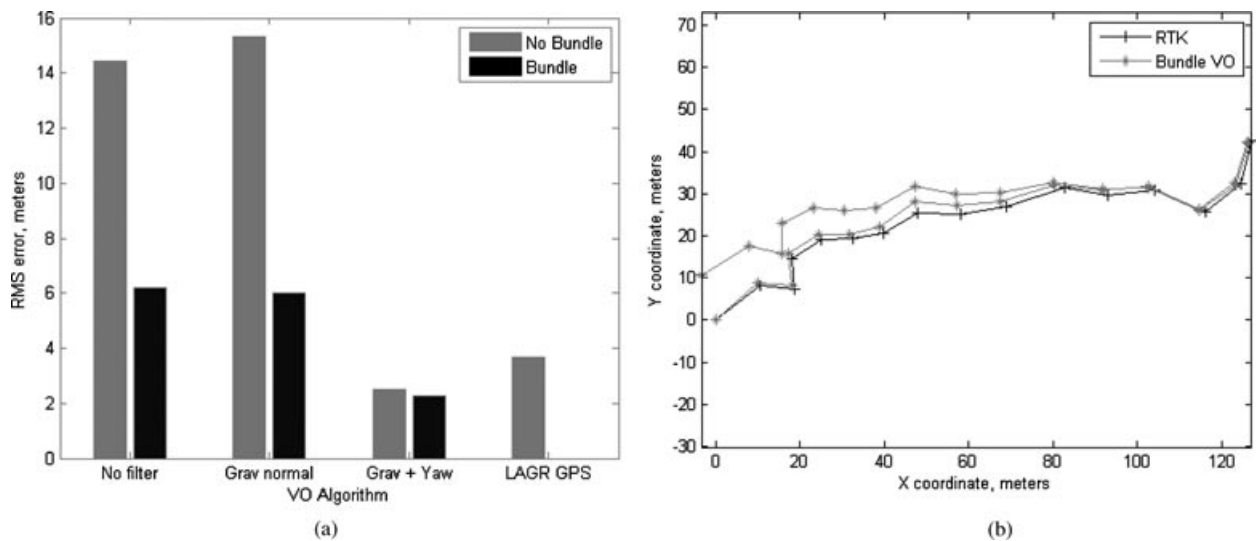 16
14
12
10
8
6
4
2
0
RMS error, meters
No Bundle
Bundle
No filter
Grav normal
Grav + Yaw
LAGR GPS
VO Algorithm
(a)
70
60
50
40
30
20
10
0
-10
-20
-30
Y coordinate, meters
RTK
Bundle VO
0
20
40
60
80
100
120
X coordinate, meters
(b)